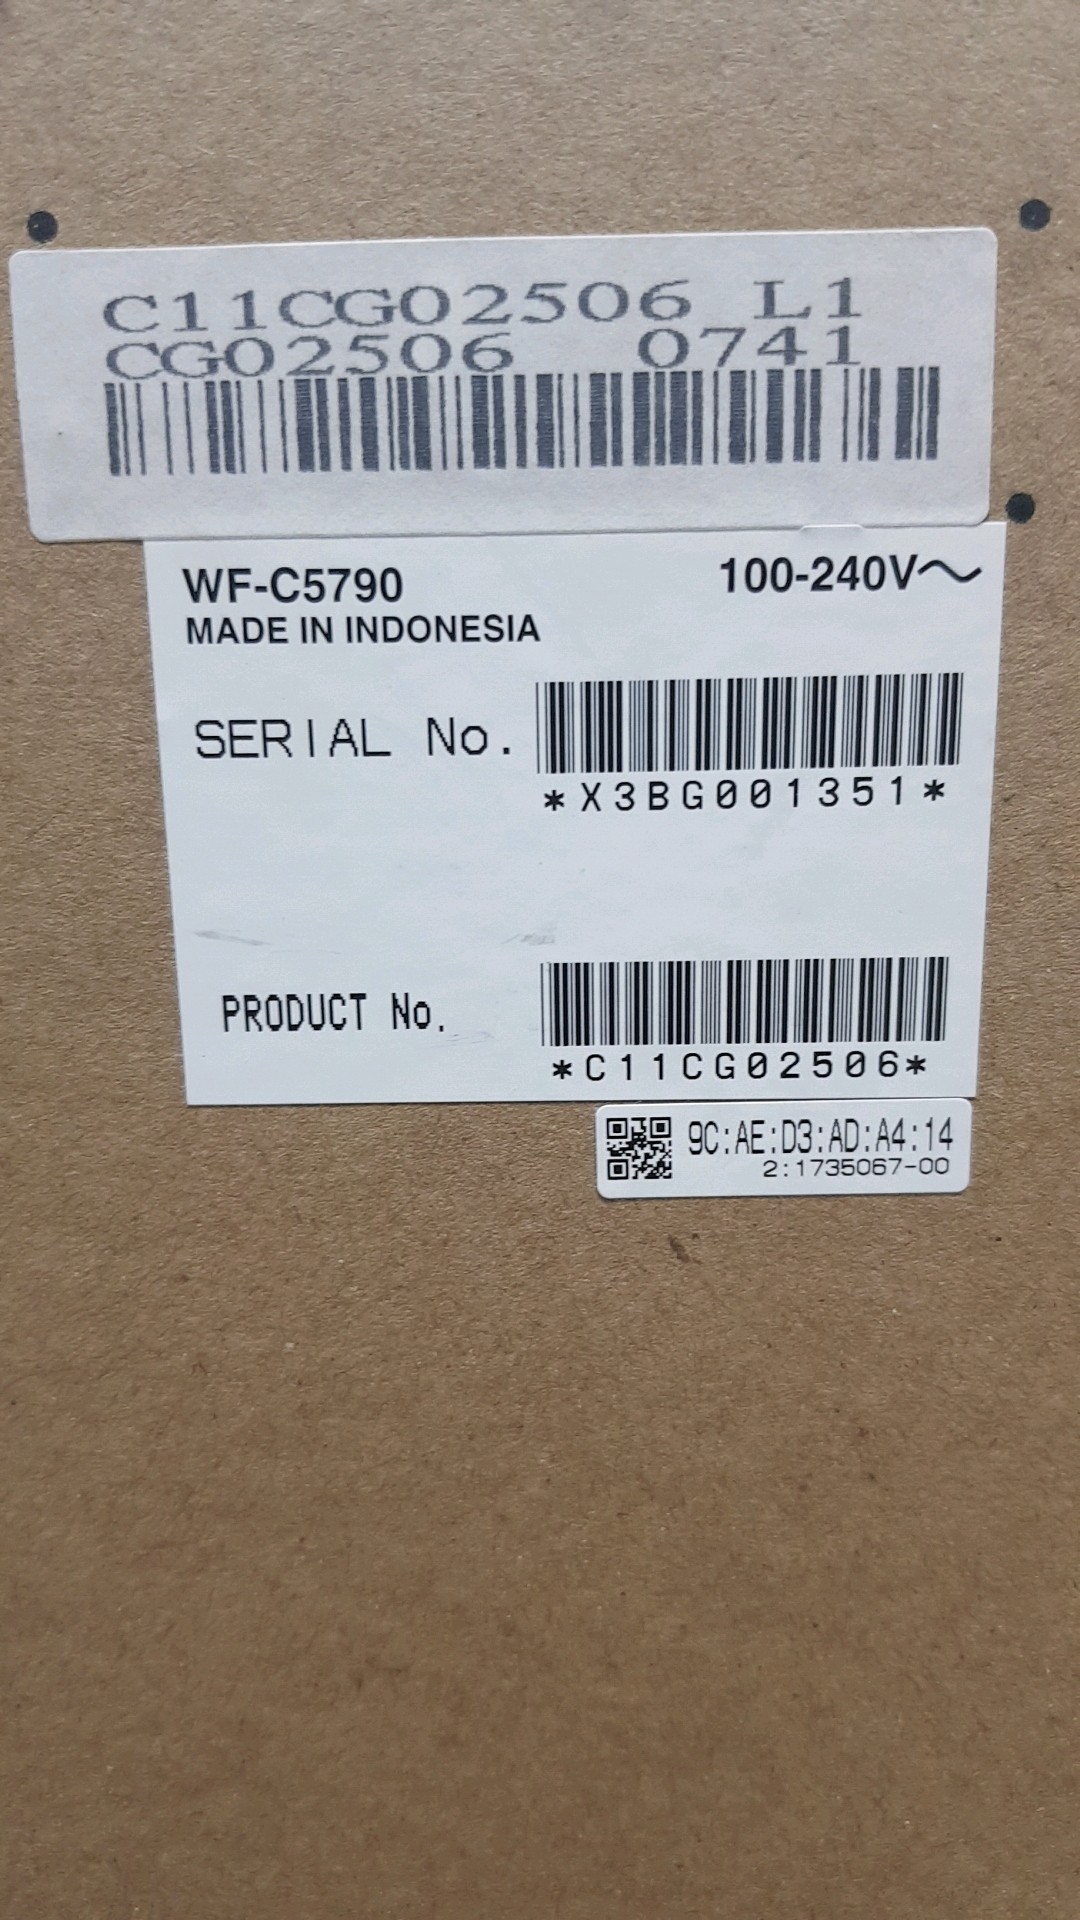 C11CG02506 L1
CG02506 0741
WF-C5790 100-240V～
MADE IN INDONESIA
SERIAL No.
*X3BG001351*
PRODUCT No.
*C11CG02506*
9C:AE:D3:AD:A4:14
2:1735067-00